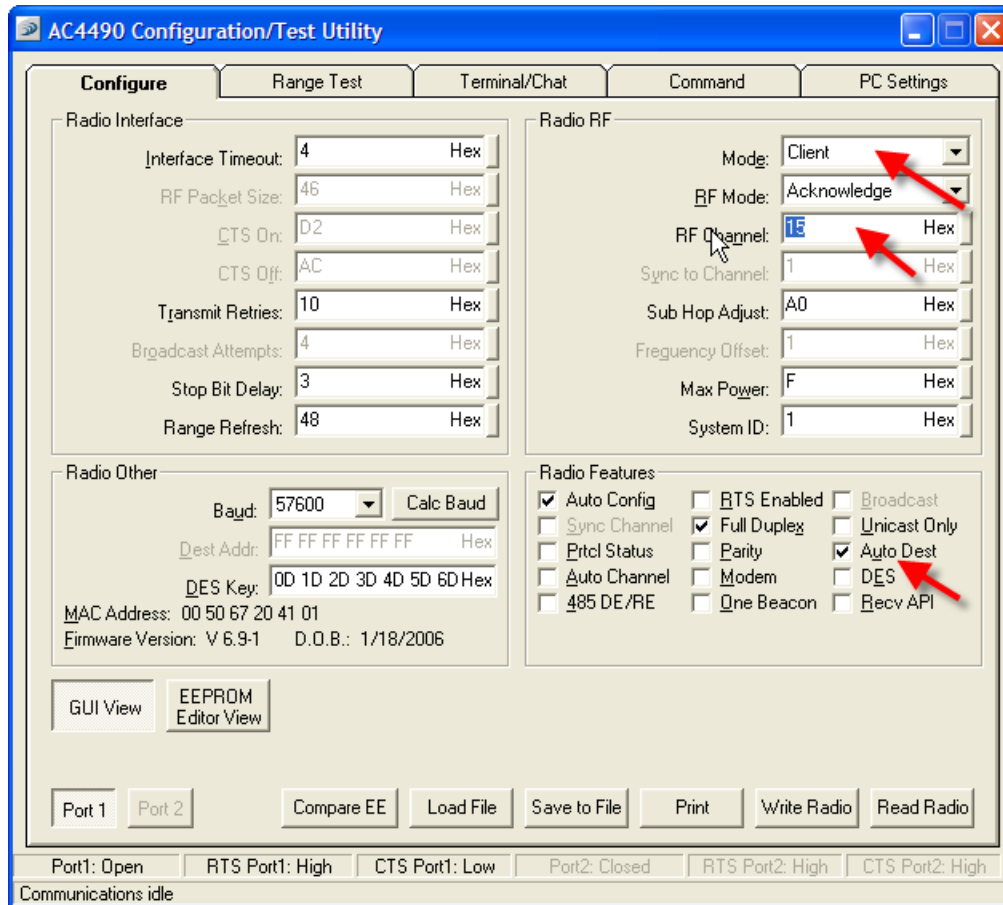 AC4490 Configuration/Test Utility
Configure
Range Test
Terminal/Chat
Command
PC Settings
Radio Interface
Interface Timeout: 4 Hex
RF Packet Size: 46 Hex
CTS On: D2 Hex
CTS Off: AC Hex
Transmit Retries: 10 Hex
Broadcast Attempts: 4 Hex
Stop Bit Delay: 3 Hex
Range Refresh: 48 Hex
Radio RF
Mode: Client
RF Mode: Acknowledge
RF Channel: 15 Hex
Sync to Channel: 1 Hex
Sub Hop Adjust: A0 Hex
Freguency Offset: 1 Hex
Max Power: F Hex
System ID: 1 Hex
Radio Other
Baud: 57600 Calc Baud
Dest Addr: FF FF FF FF FF FF Hex
DES Key: 0D 1D 2D 3D 4D 5D 6D Hex
MAC Address: 00 50 67 20 41 01
Firmware Version: V 6.9-1 D.O.B.: 1/18/2006
Radio Features
Auto Config RTS Enabled Broadcast
Sync Channel Full Duplex Unicast Only
Prtcl Status Parity Auto Dest
Auto Channel Modem DES
485 DE/RE One Beacon Recv API
GUI View
EEPROM
Editor View
Port 1 Port 2 Compare EE Load File Save to File Print Write Radio Read Radio
Port1: Open RTS Port1: High CTS Port1: Low Port2: Closed RTS Port2: High CTS Port2: High
Communications idle